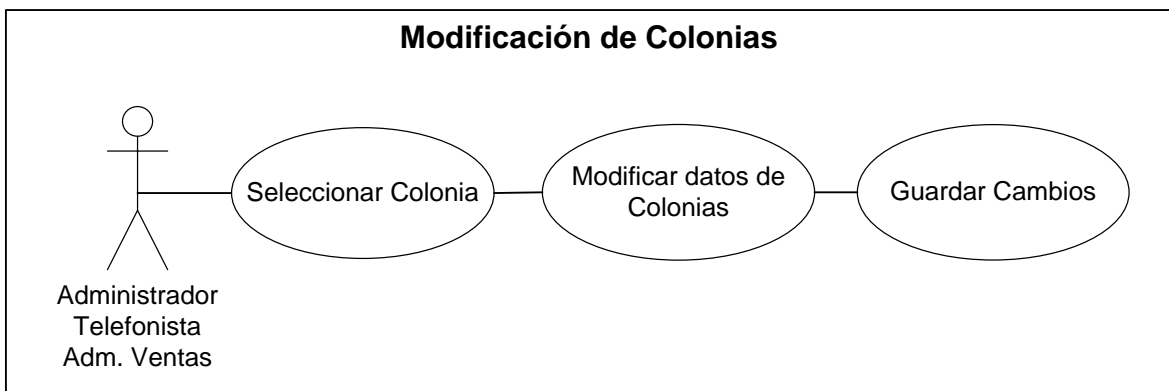 Modificación de Colonias
Seleccionar Colonia
Modificar datos de
Colonias
Guardar Cambios
Administrador
Telefonista
Adm. Ventas